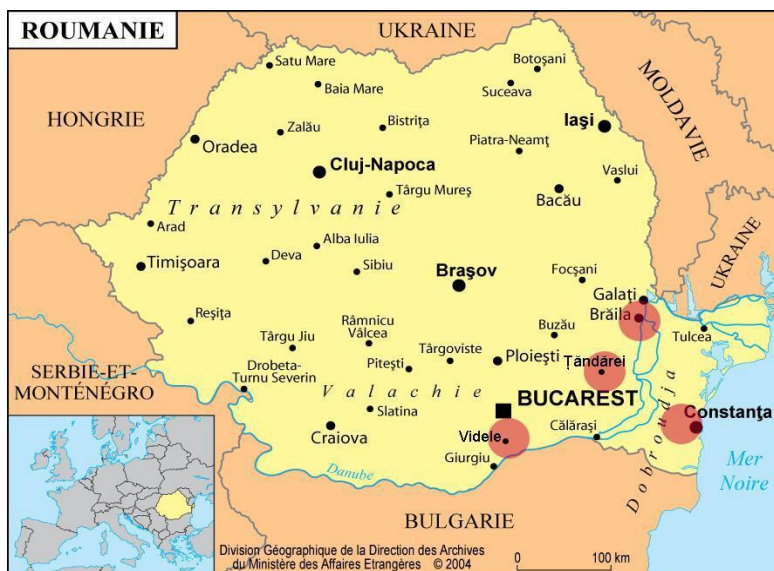 ROUMANIE
UKRAINE
Satu Mare
Botoşani
Baia Mare
Suceava
MOLDAVIE
HONGRIE
Zalău
Bistriţa
Iaşi
Oradea
Piatra-Neamţ
Cluj-Napoca
Vaslui
Târgu Mureş
Bacău
Transylvanie
Arad
UKRAINE
Alba Iulia
Timişoara
Deva
Sibiu
Braşov
Focşani
Galaţi
Reşiţa
Brăila
Râmnicu
Vâlcea
Buzău
Tulcea
Târgu Jiu
Târgovişte
Ploieşti
Ţăndărei
SERBIE-ET-
MONTÉNÉGRO
Drobeta-
Turnu Severin
Piteşti
Valachie
BUCAREST
Slatina
Constanţa
Craiova
Videle
Călăraşi
Dobroudja
Giurgiu
Mer
Noire
Danube
BULGARIE
Division Géographique de la Direction des Archives
du Ministère des Affaires Etrangères © 2004
0 100 km